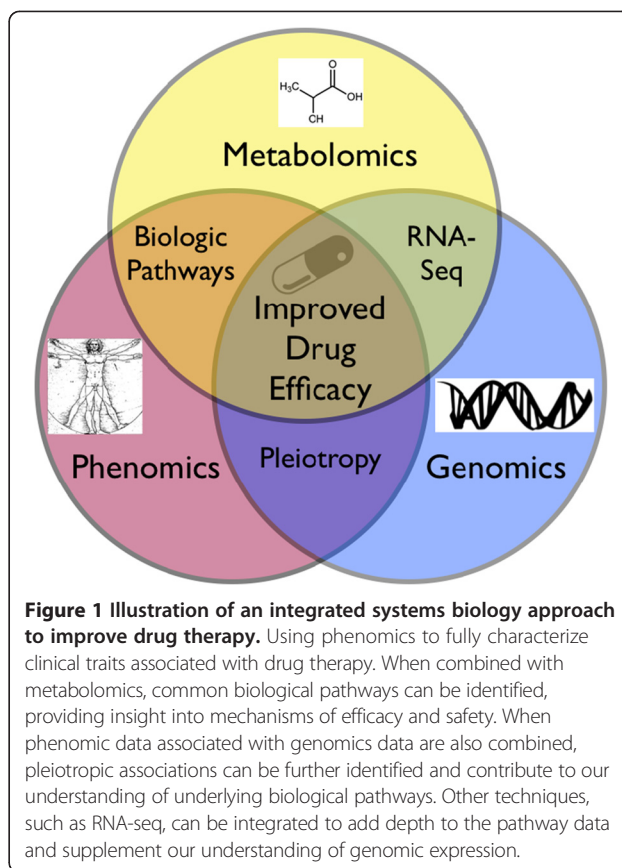 O
H₃C
OH
CH
Metabolomics
Biologic
Pathways
RNA-
Seq
Improved
Drug
Efficacy
Phenomics
Pleiotropy
Genomics
Figure 1 Illustration of an integrated systems biology approach
to improve drug therapy. Using phenomics to fully characterize
clinical traits associated with drug therapy. When combined with
metabolomics, common biological pathways can be identified,
providing insight into mechanisms of efficacy and safety. When
phenomic data associated with genomics data are also combined,
pleiotropic associations can be further identified and contribute to our
understanding of underlying biological pathways. Other techniques,
such as RNA-seq, can be integrated to add depth to the pathway data
and supplement our understanding of genomic expression.